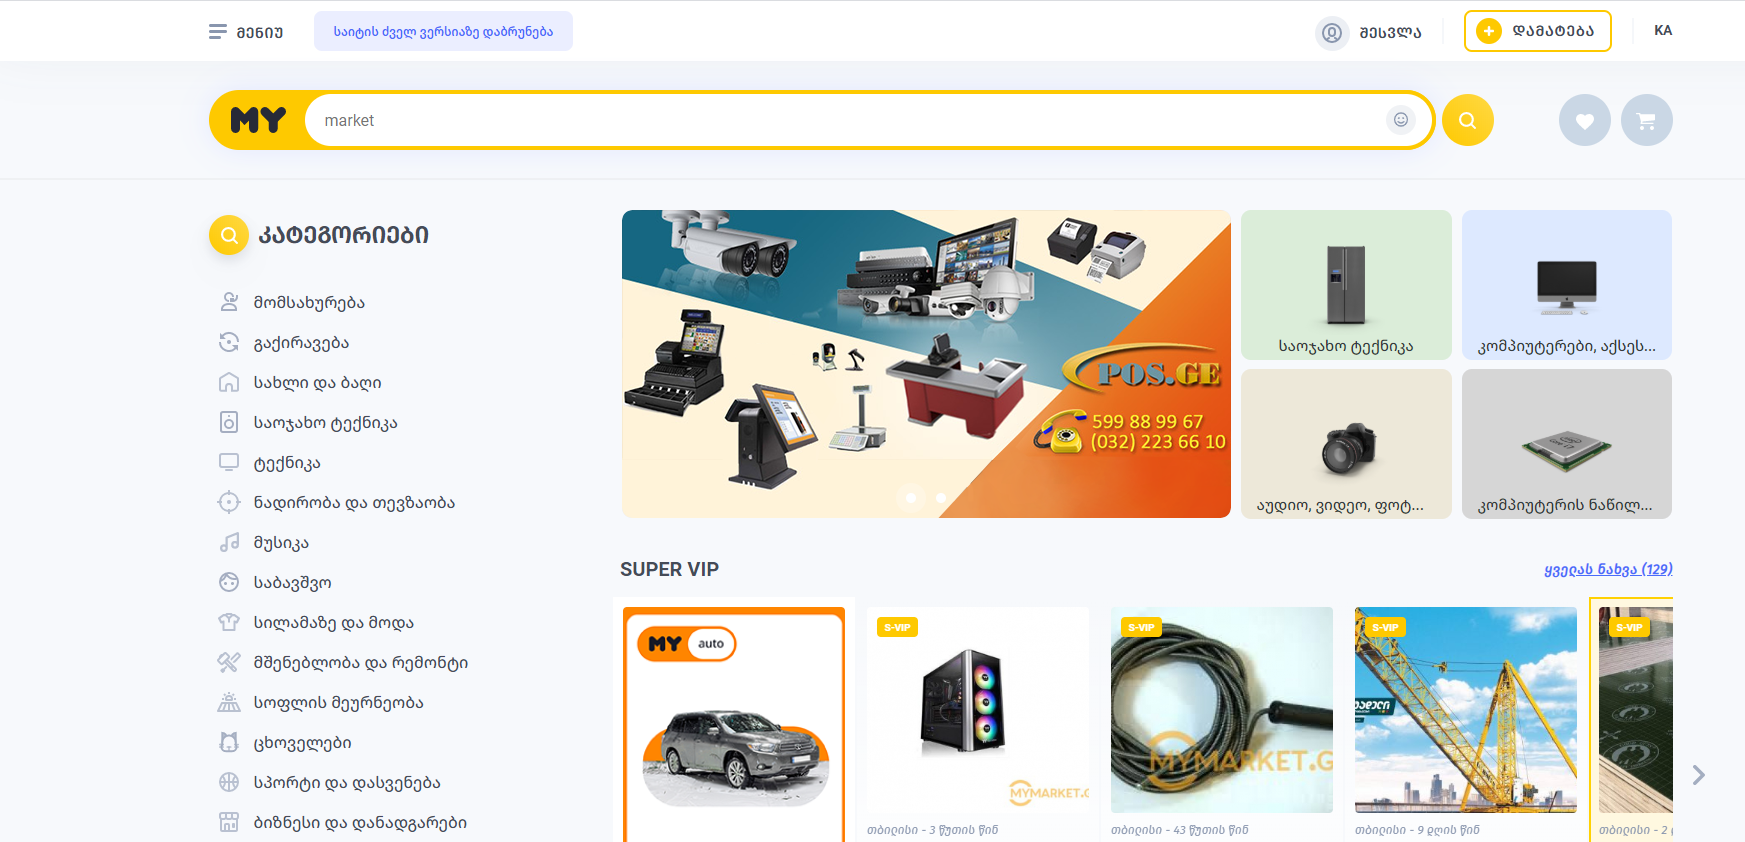 მენიუ
საიტის ძველ ვერსიაზე დაბრუნება
შესვლა
დამატება
KA
MY
market
კატეგორიები
მომსახურება
გაქირავება
სახლი და ბაღი
საოჯახო ტექნიკა
ტექნიკა
ნადირობა და თევზაობა
მუსიკა
საბავშვო
სილამაზე და მოდა
მშენებლობა და რემონტი
სოფლის მეურნეობა
ცხოველები
სპორტი და დასვენება
ბიზნესი და დანადგარები
POS.GE
599 88 99 67
(032) 223 66 10
საოჯახო ტექნიკა
კომპიუტერები, აქსეს...
აუდიო, ვიდეო, ფოტ...
კომპიუტერის ნაწილ...
SUPER VIP
ყველას ნახვა (129)
MY auto
S-VIP
MYMARKET.G
თბილისი - 3 წუთის წინ
S-VIP
MYMARKET.G
თბილისი - 43 წუთის წინ
S-VIP
თბილისი - 9 დღის წინ
S-VIP
თბილისი - 2